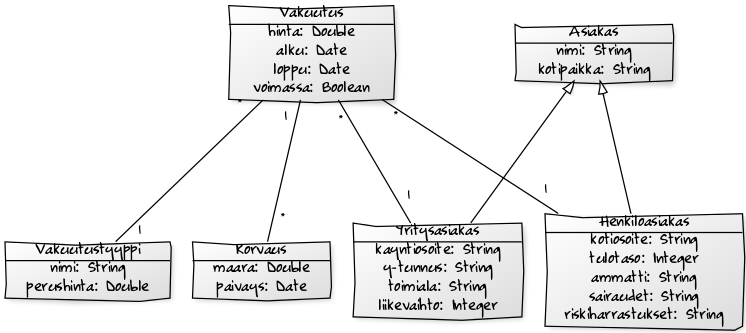 Vakuutus
hinta: Double
alku: Date
loppu: Date
voimassa: Boolean
Asiakas
nimi: String
kotipaikka: String
*
1
*
*
1
*
1
1
Vakuutustyyppi
nimi: String
perushinta: Double
Korvaus
maara: Double
paivays: Date
Yritysasiakas
kayntiosoite: String
y-tunnus: String
toimiala: String
liikevaihto: Integer
Henkiloasiakas
kotiosoite: String
tulotaso: Integer
ammatti: String
sairaudet: String
riskiharrastukset: String